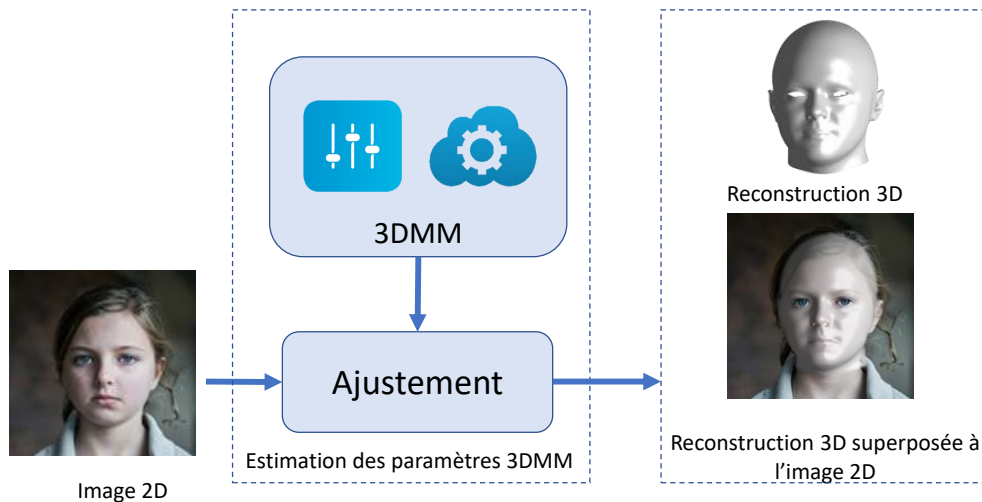 3DMM
Ajustement
Estimation des paramètres 3DMM
Image 2D
Reconstruction 3D
Reconstruction 3D superposée à
l’image 2D